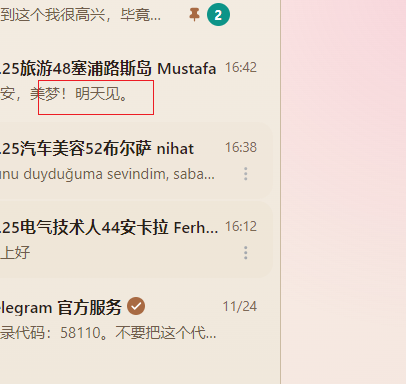 到这个我很高兴，毕竟... 2
.25旅游48塞浦路斯岛 Mustafa 16:42
安，美梦！明天见。
.25汽车美容52布尔萨 nihat 16:38
unu duyduğuma sevindim, saba...
.25电气技术人44安卡拉 Ferh... 16:12
上好
elegram 官方服务 11/24
录代码：58110。不要把这个代...